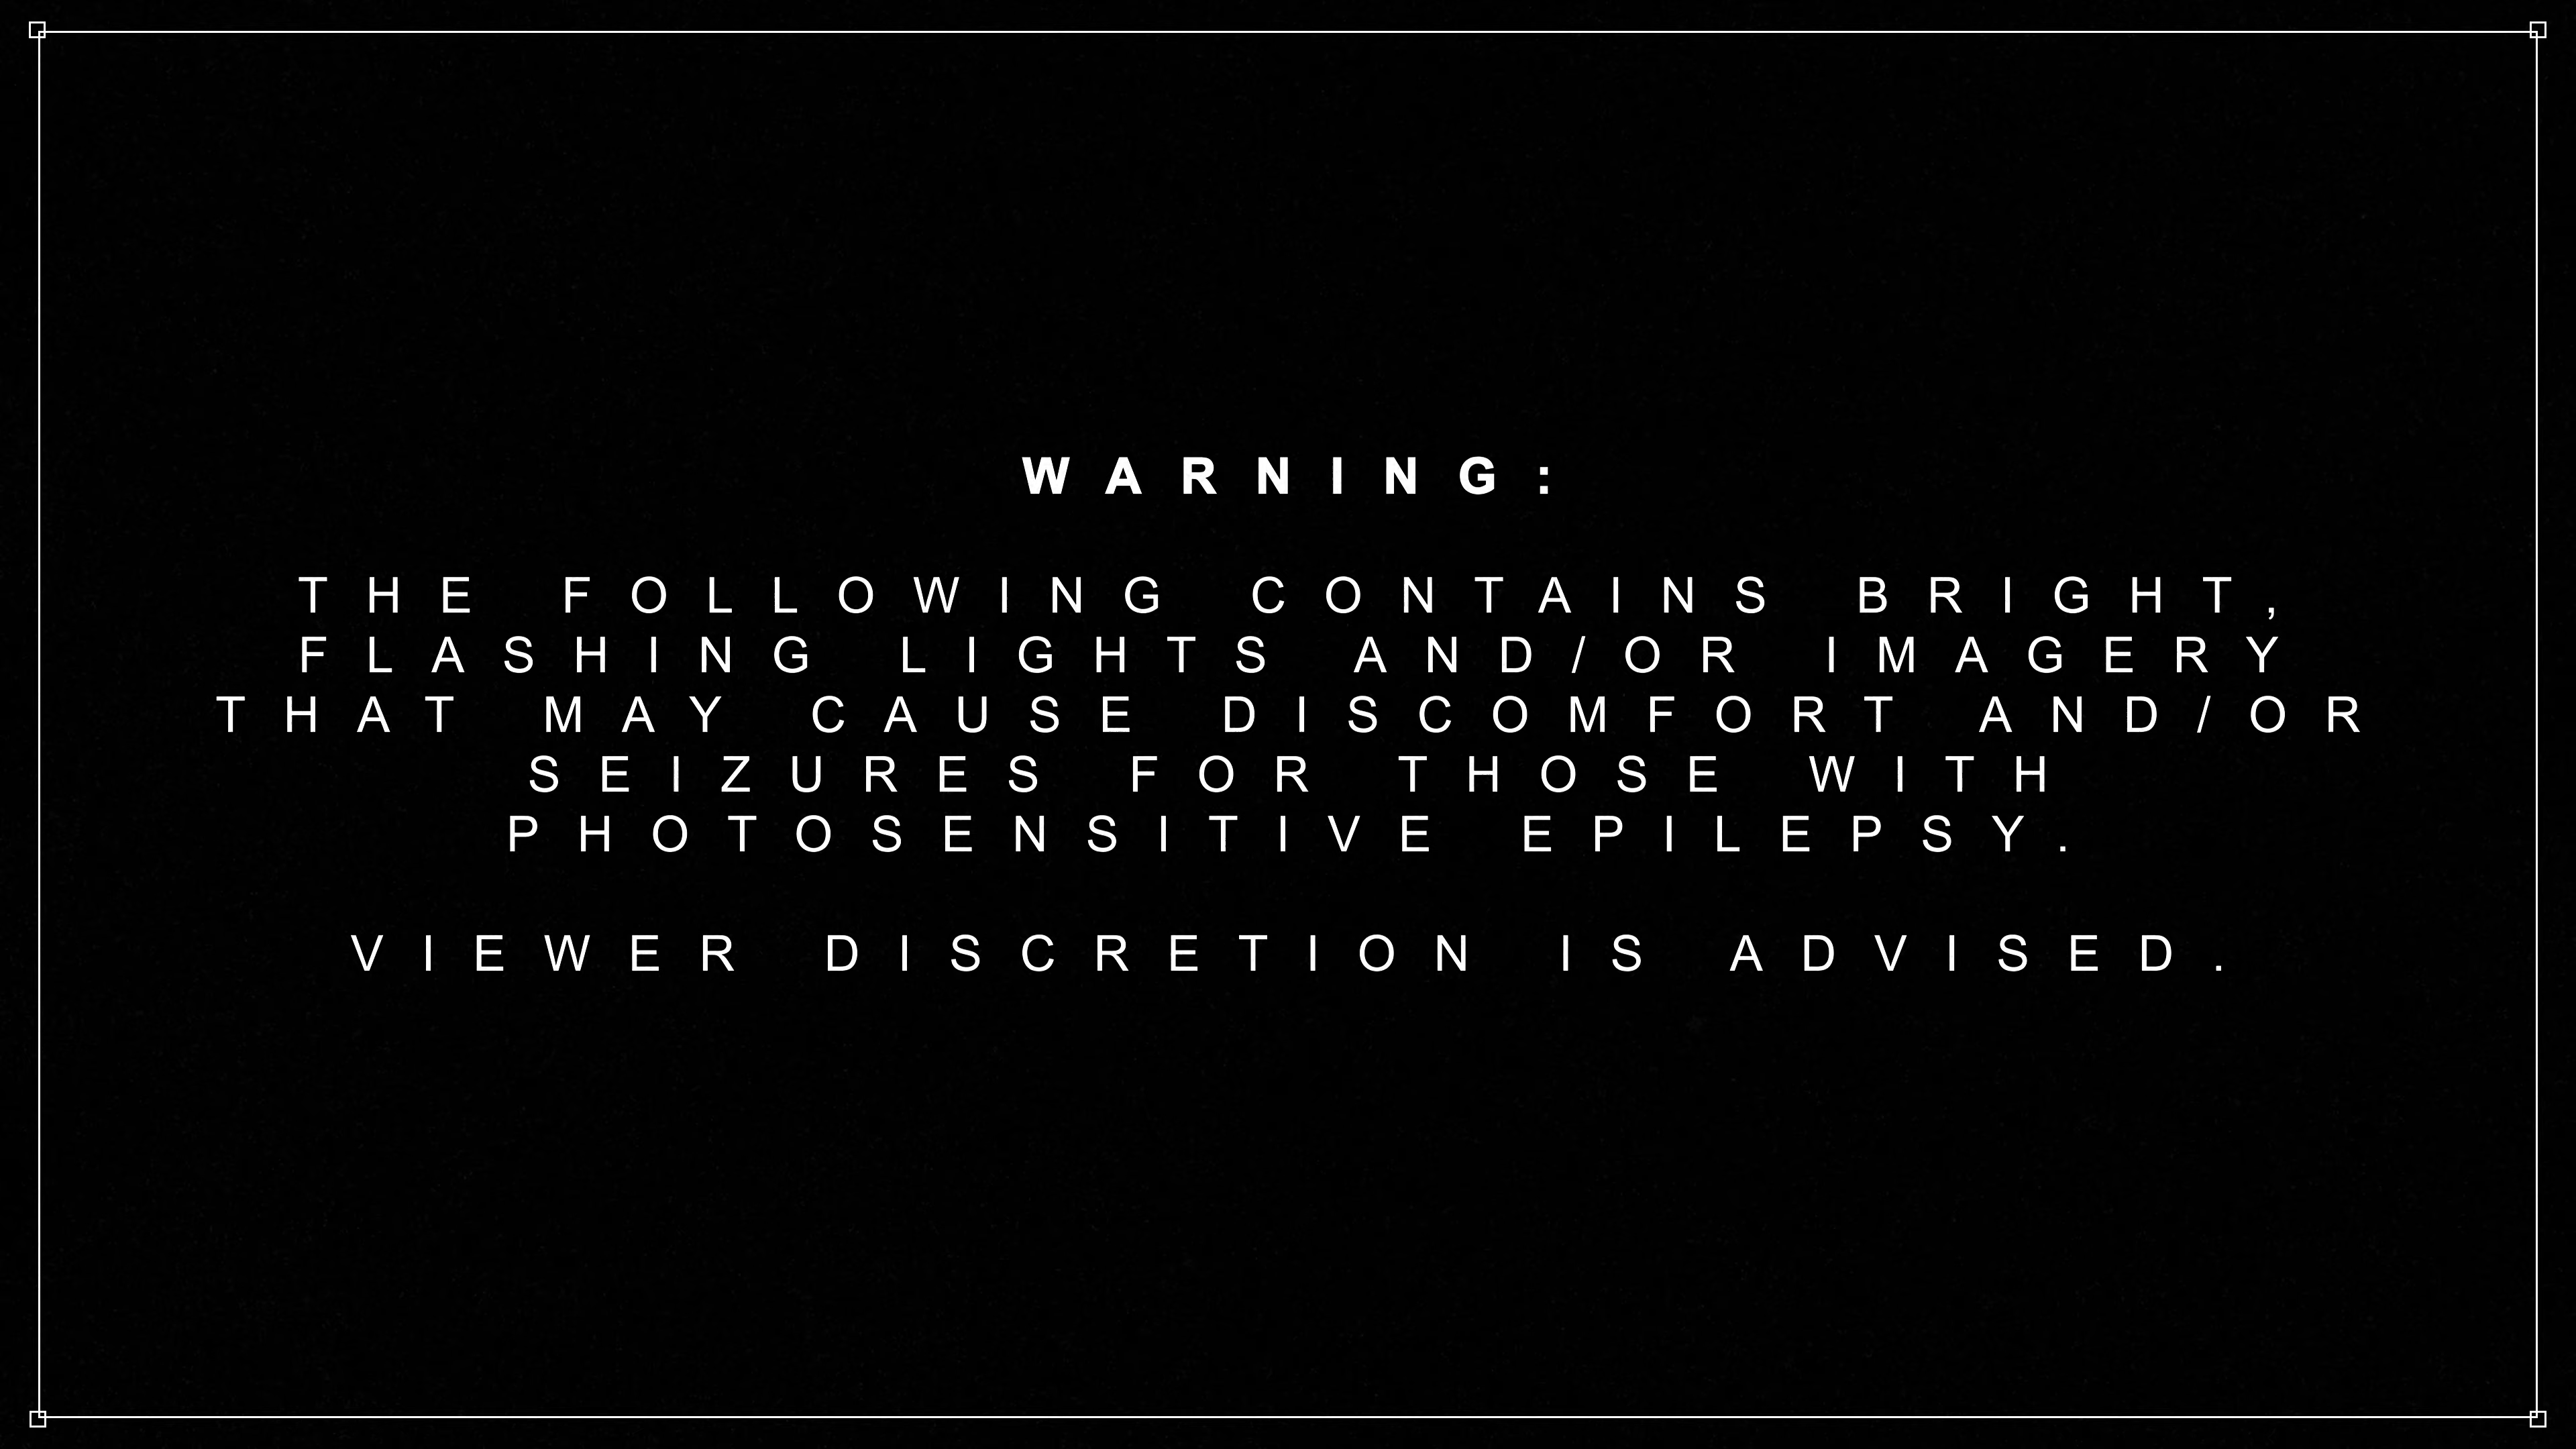 WARNING:
THE FOLLOWING CONTAINS BRIGHT,
FLASHING LIGHTS AND/OR IMAGERY
THAT MAY CAUSE DISCOMFORT AND/OR
SEIZURES FOR THOSE WITH
PHOTOSENSITIVE EPILEPSY.
VIEWER DISCRETION IS ADVISED.